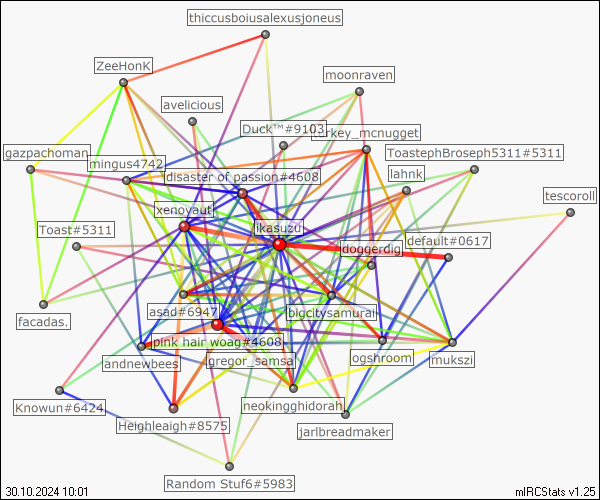 thiccusboiusalexusjoneus
ZeeHonK
moonraven
avelicious
Duck™#9103
turkey_mcnugget
gazpachoman
mingus4742
ToastephBroseph5311#5311
disaster of passion#4608
lahnk
xenoyaut
tescoroll
Toast#5311
ikasuzu
doggerdig
default#0617
facadas.
asad#6947
bigcitysamurai
pink hair woag#4608
andnewbees
gregor_samsa
ogshroom
mukszi
Knowun#6424
neokingghidorah
Heighleaigh#8575
jarlbreadmaker
Random Stuf6#5983
30.10.2024 10:01
mIRCStats v1.25